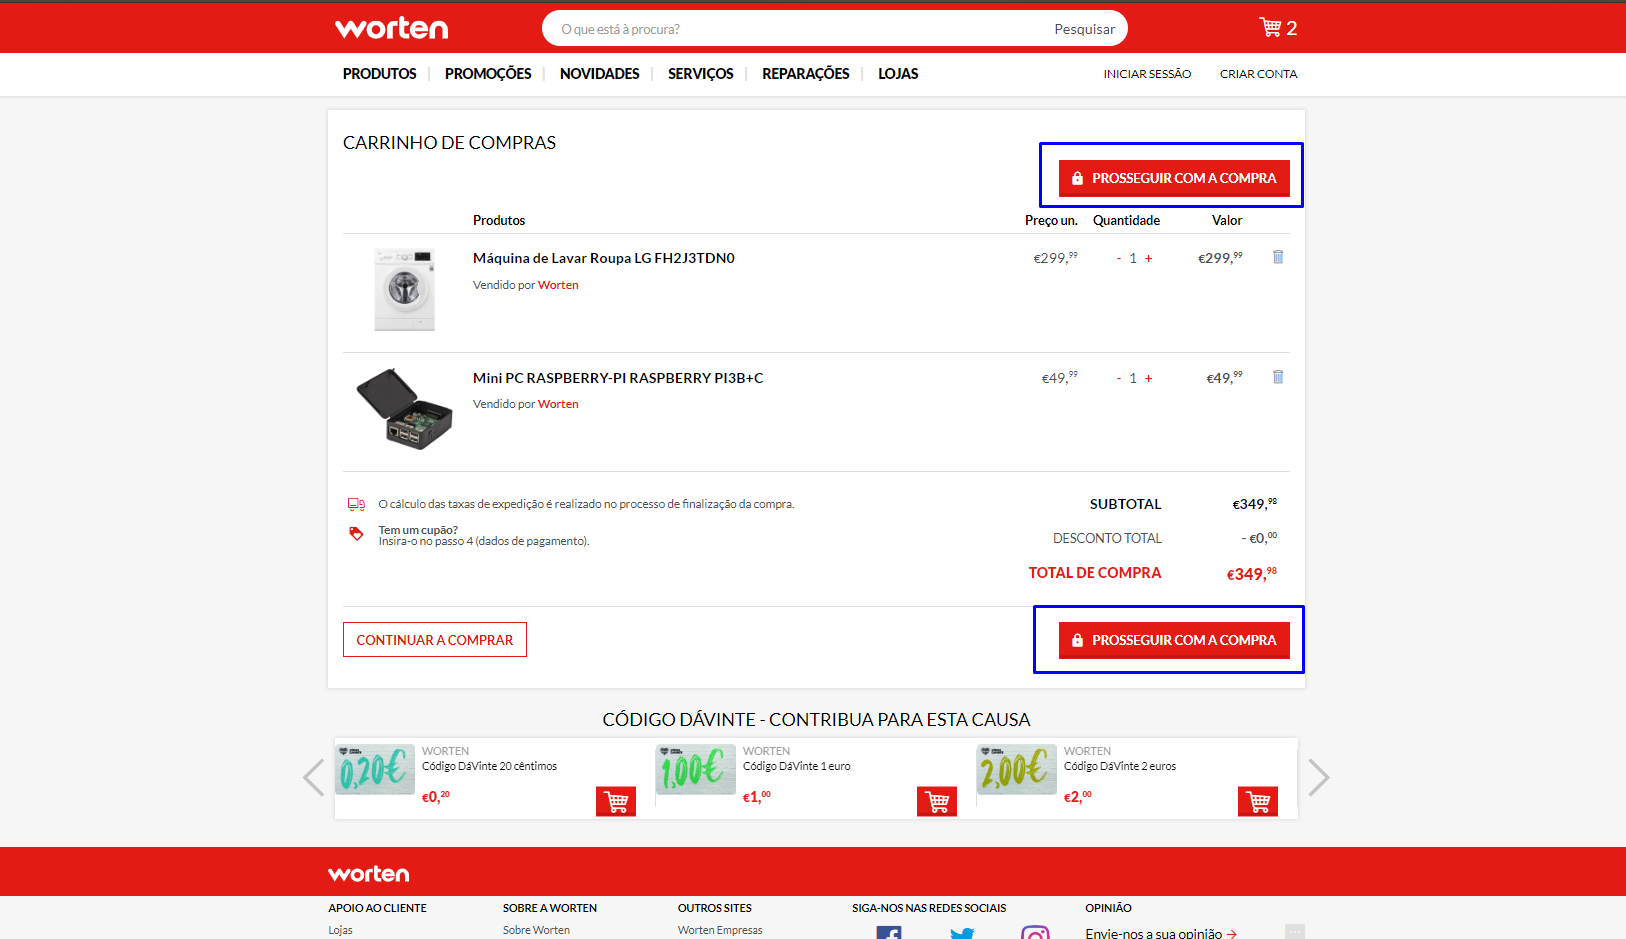 worten
O que está à procura?
Pesquisar
2
PRODUTOS
PROMOÇÕES
NOVIDADES
SERVIÇOS
REPARAÇÕES
LOJAS
INICIAR SESSÃO
CRIAR CONTA
CARRINHO DE COMPRAS
PROSSEGUIR COM A COMPRA
Produtos
Preço un.
Quantidade
Valor
Máquina de Lavar Roupa LG FH2J3TDN0
€299,99
- 1 +
€299,99
Vendido por Worten
Mini PC RASPBERRY-PI RASPBERRY PI3B+C
€49,99
- 1 +
€49,99
Vendido por Worten
O cálculo das taxas de expedição é realizado no processo de finalização da compra.
SUBTOTAL
€349,98
Tem um cupão?
Insira-o no passo 4 (dados de pagamento).
DESCONTO TOTAL
- €0,00
TOTAL DE COMPRA
€349,98
CONTINUAR A COMPRAR
PROSSEGUIR COM A COMPRA
CÓDIGO DÁVINTE - CONTRIBUA PARA ESTA CAUSA
0,20€
WORTEN
Código DáVinte 20 cêntimos
€0,20
1,00€
WORTEN
Código DáVinte 1 euro
€1,00
2,00€
WORTEN
Código DáVinte 2 euros
€2,00
worten
APOIO AO CLIENTE
SOBRE A WORTEN
OUTROS SITES
SIGA-NOS NAS REDES SOCIAIS
OPINIÃO
Lojas
Sobre Worten
Worten Empresas
Envie-nos a sua opinião →